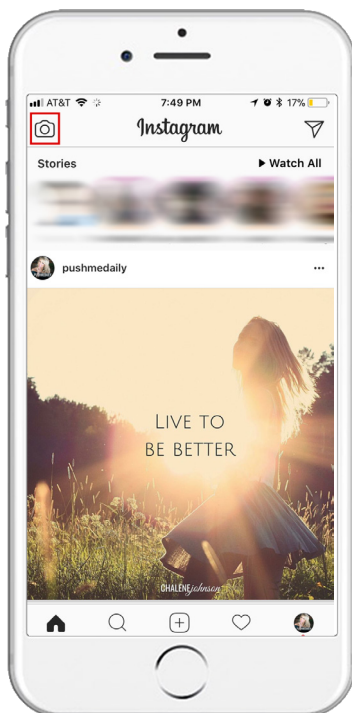 AT&T 7:49 PM 17%
Instagram
Stories ▶ Watch All
pushmedaily
LIVE TO
BE BETTER
CHALENE johnson